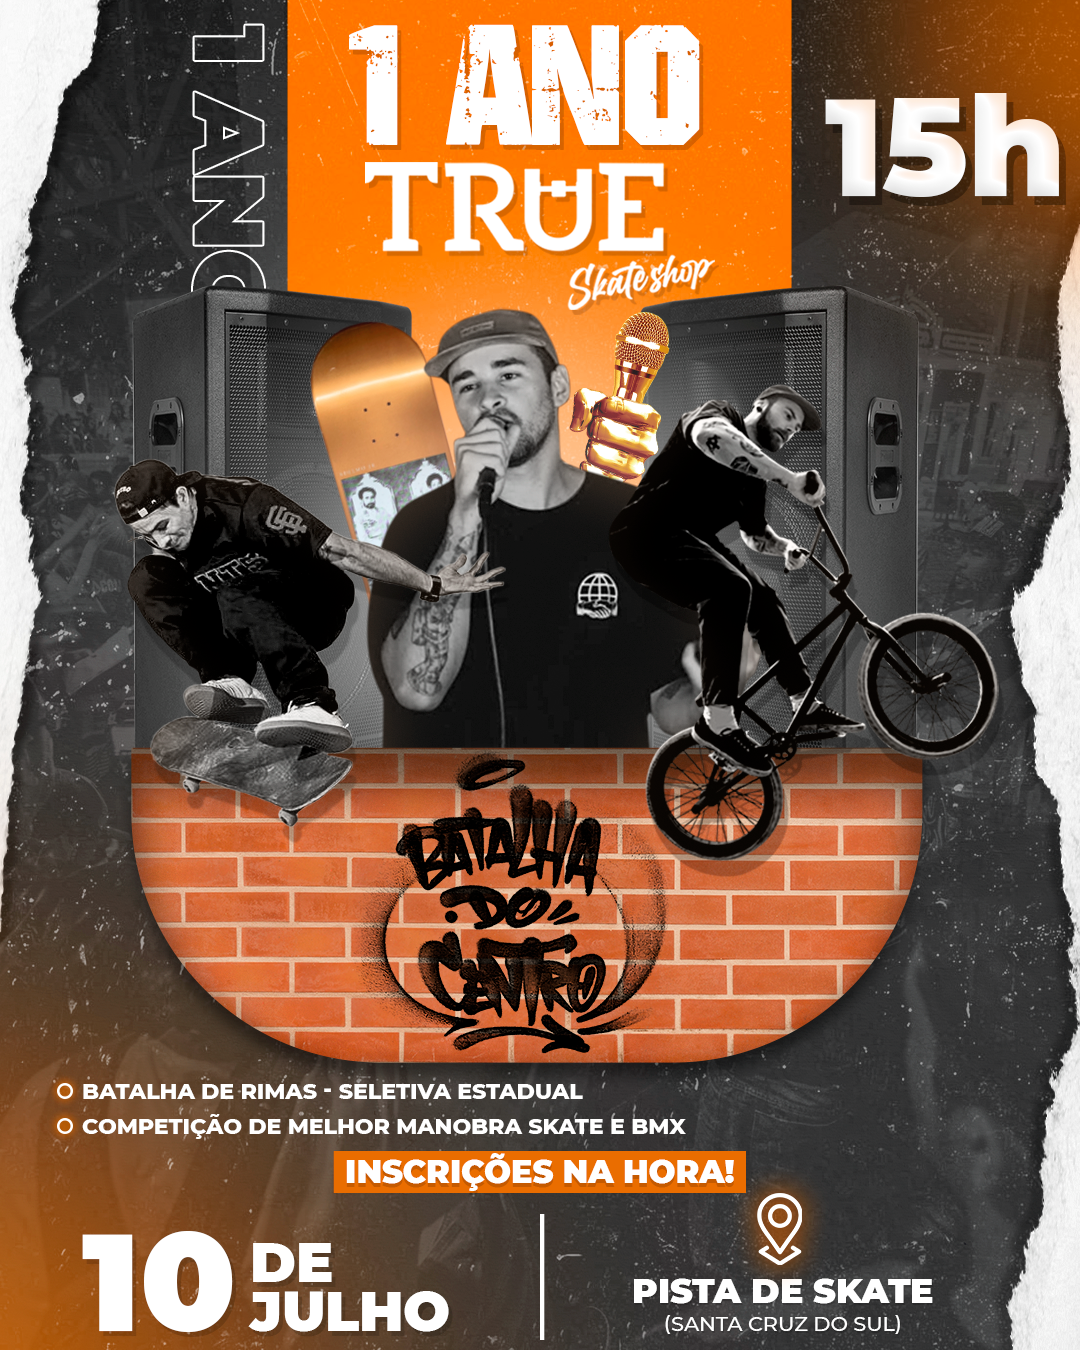 1 ANO
1 ANO
TRUE
Skateshop
15h
BATALHA
DO
CENTRO
BATALHA DE RIMAS - SELETIVA ESTADUAL
COMPETIÇÃO DE MELHOR MANOBRA SKATE E BMX
INSCRIÇÕES NA HORA!
10 DE
JULHO
PISTA DE SKATE
(SANTA CRUZ DO SUL)